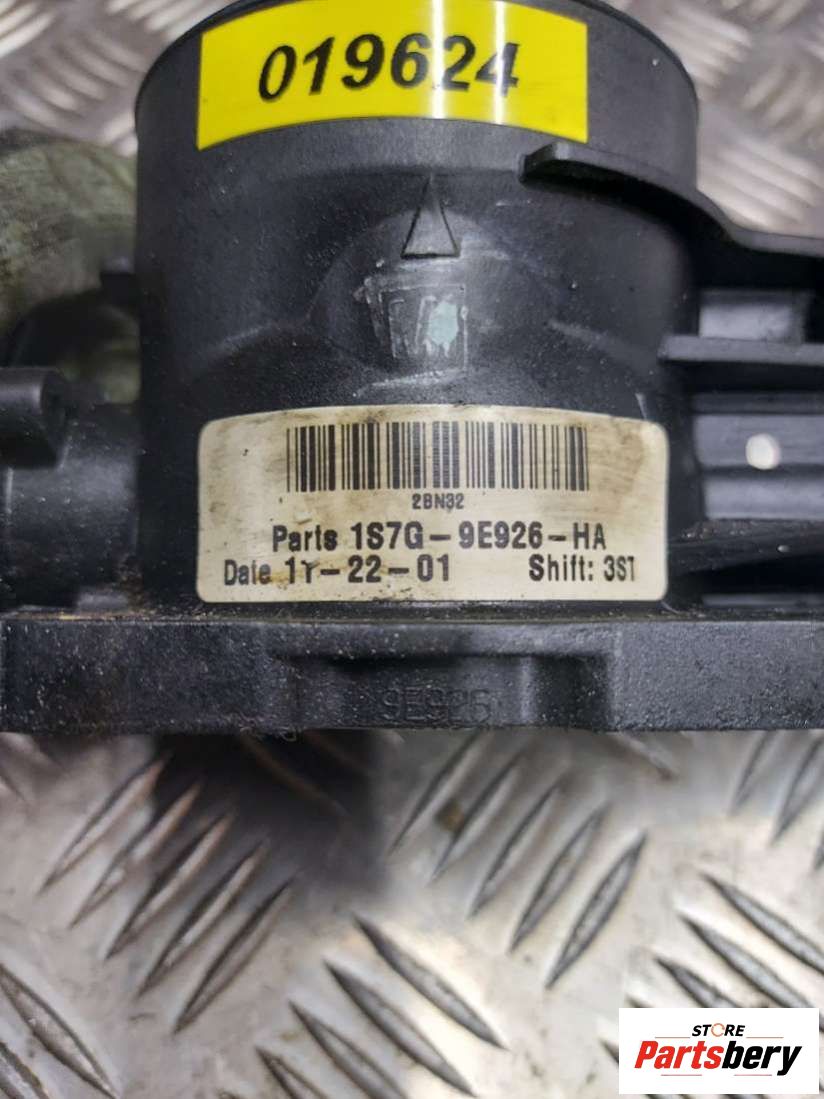 019624
2BN32
Parts 1S7G-9E926-HA
Date 11-22-01 Shift: 3ST
9E926
STORE
Partsbery